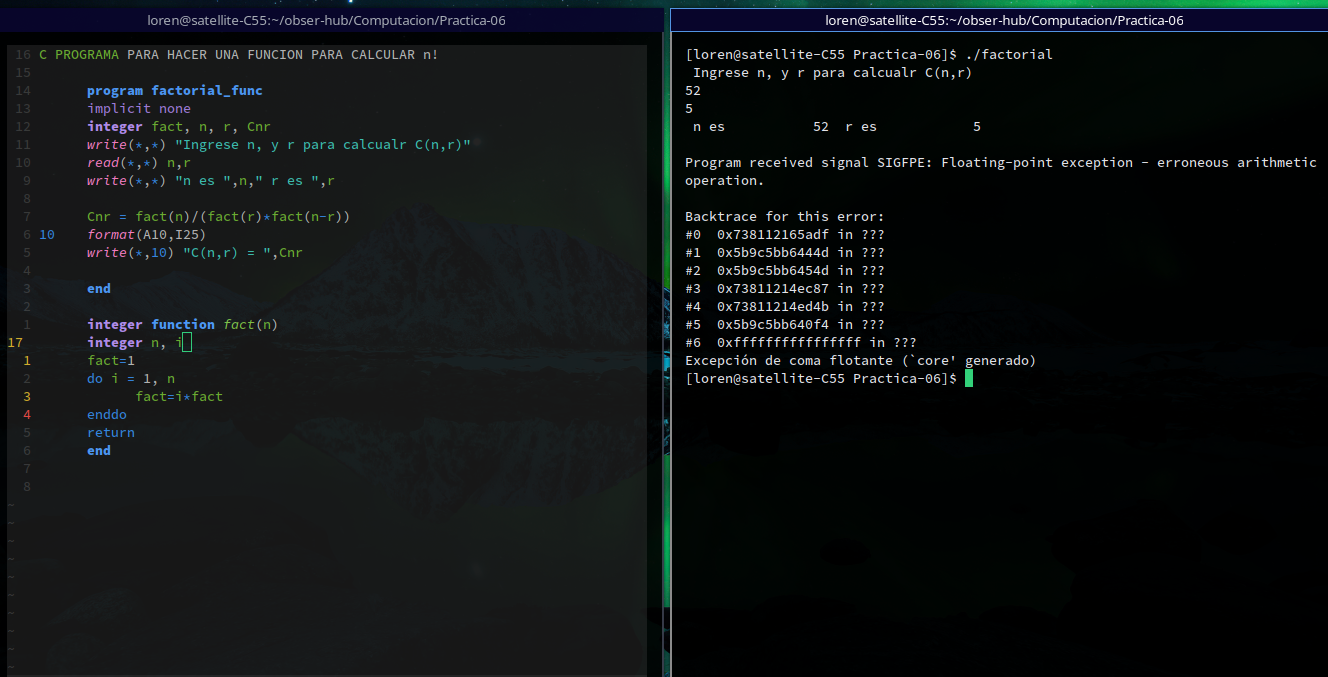 loren@satellite-C55:~/obser-hub/Computacion/Practica-06
16 C PROGRAMA PARA HACER UNA FUNCION PARA CALCULAR n!
15
14 program factorial_func
13 implicit none
12 integer fact, n, r, Cnr
11 write(*,*) "Ingrese n, y r para calcualr C(n,r)"
10 read(*,*) n,r
9 write(*,*) "n es ",n," r es ",r
8
7 Cnr = fact(n)/(fact(r)*fact(n-r))
6 10 format(A10,I25)
5 write(*,10) "C(n,r) = ",Cnr
4
3 end
2
1 integer function fact(n)
17 integer n, i
1 fact=1
2 do i = 1, n
3 fact=i*fact
4 enddo
5 return
6 end
7
8
loren@satellite-C55:~/obser-hub/Computacion/Practica-06
[loren@satellite-C55 Practica-06]$ ./factorial
Ingrese n, y r para calcualr C(n,r)
52
5
n es 52 r es 5
Program received signal SIGFPE: Floating-point exception - erroneous arithmetic
operation.
Backtrace for this error:
#0 0x738112165adf in ???
#1 0x5b9c5bb6444d in ???
#2 0x5b9c5bb6454d in ???
#3 0x73811214ec87 in ???
#4 0x73811214ed4b in ???
#5 0x5b9c5bb640f4 in ???
#6 0xffffffffffffffff in ???
Excepción de coma flotante (`core' generado)
[loren@satellite-C55 Practica-06]$